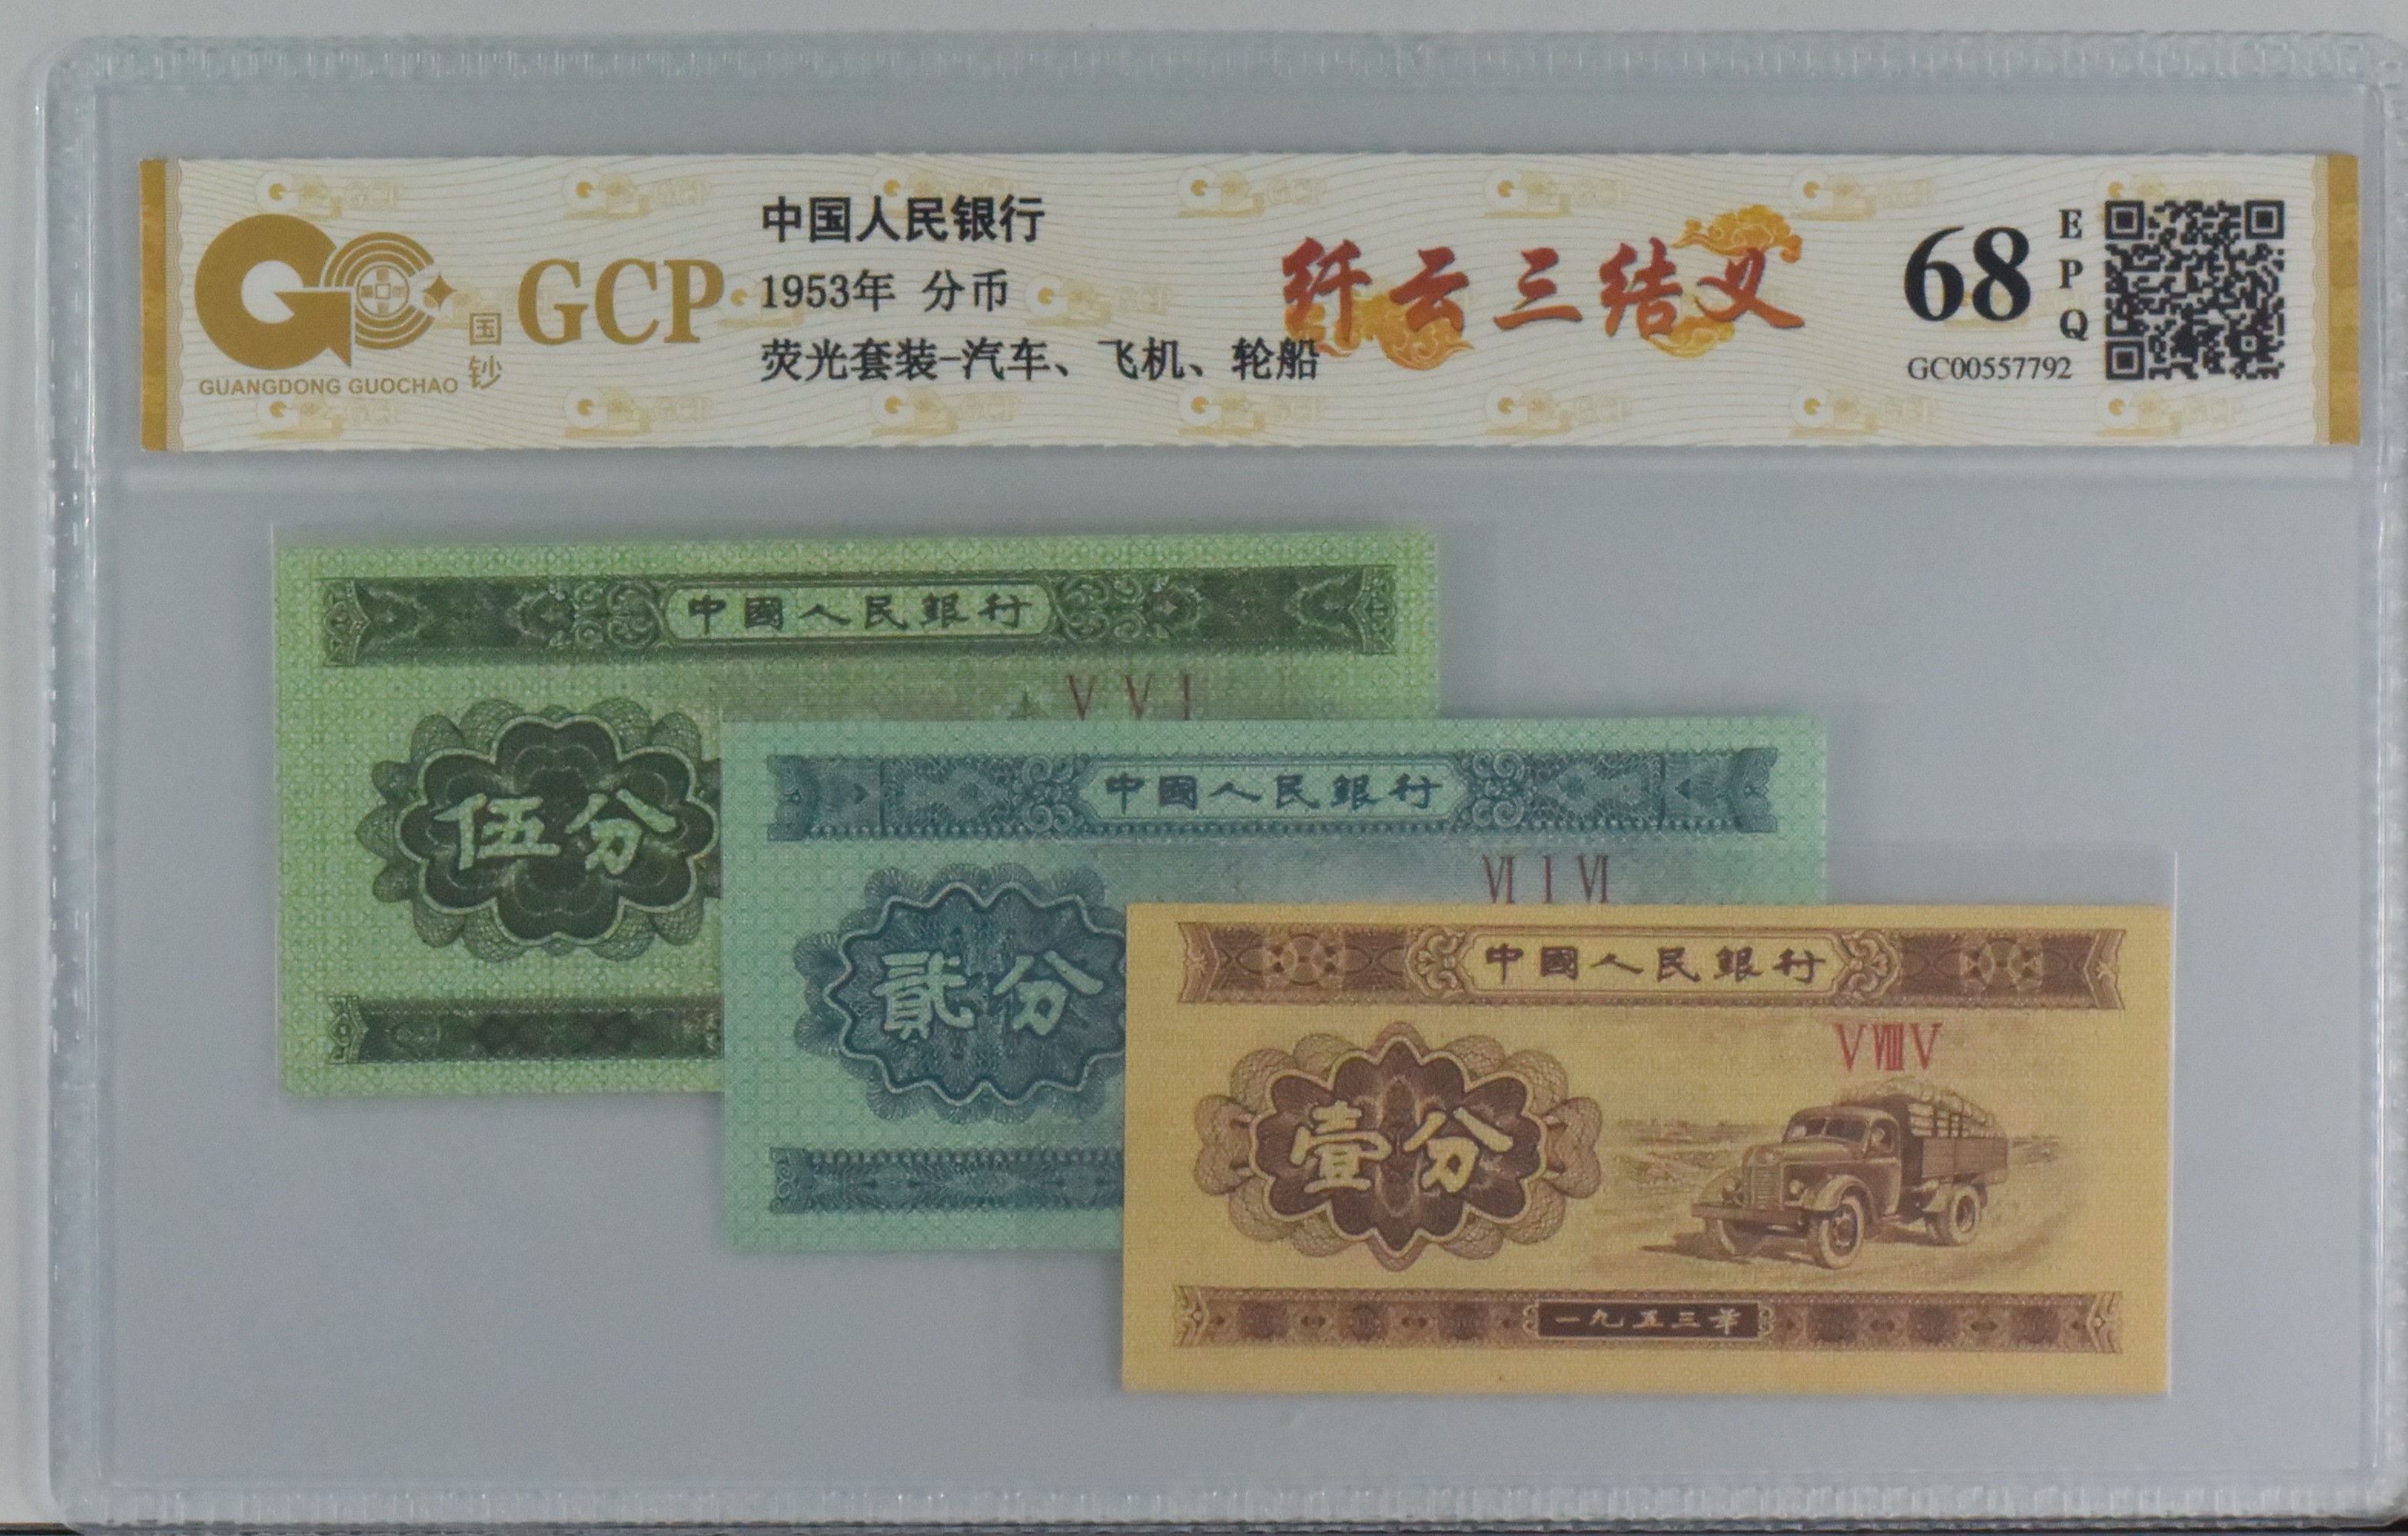 GUANGDONG GUOCHAO
国钞
GCP
中国人民银行
1953年 分币
荧光套装-汽车、飞机、轮船
纤云三结义
68
EPQ
GC00557792
中國人民銀行
V V I
伍分
中國人民銀行
VI I VI
貳分
中國人民銀行
V VIII V
壹分
一九五三年